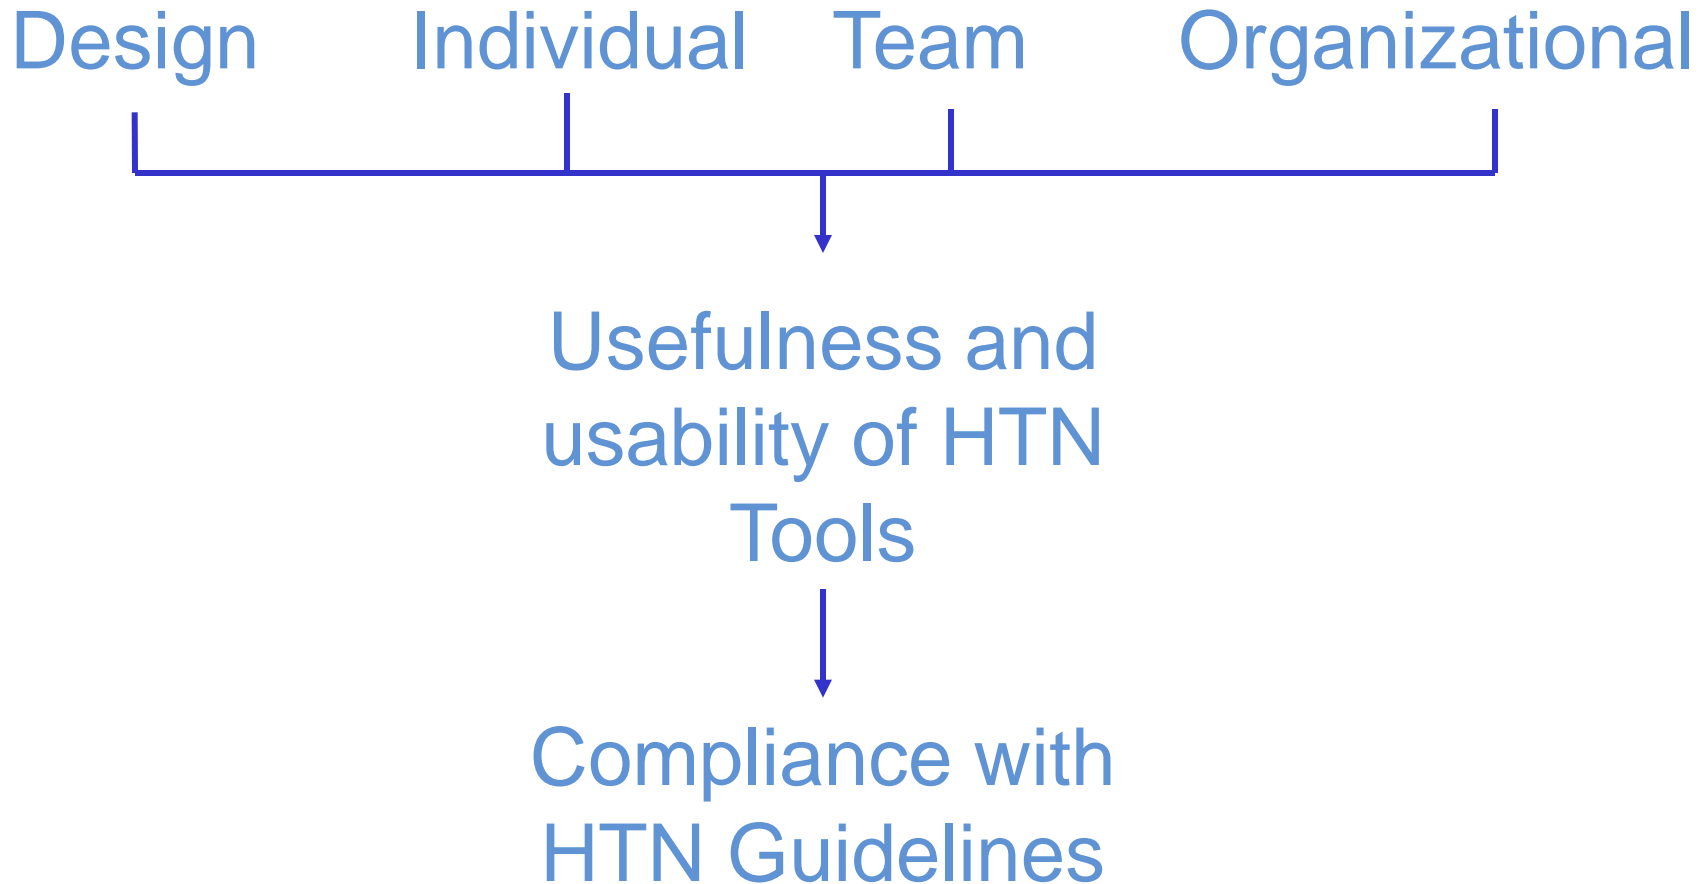 Design Individual Team Organizational
Usefulness and
usability of HTN
Tools
Compliance with
HTN Guidelines